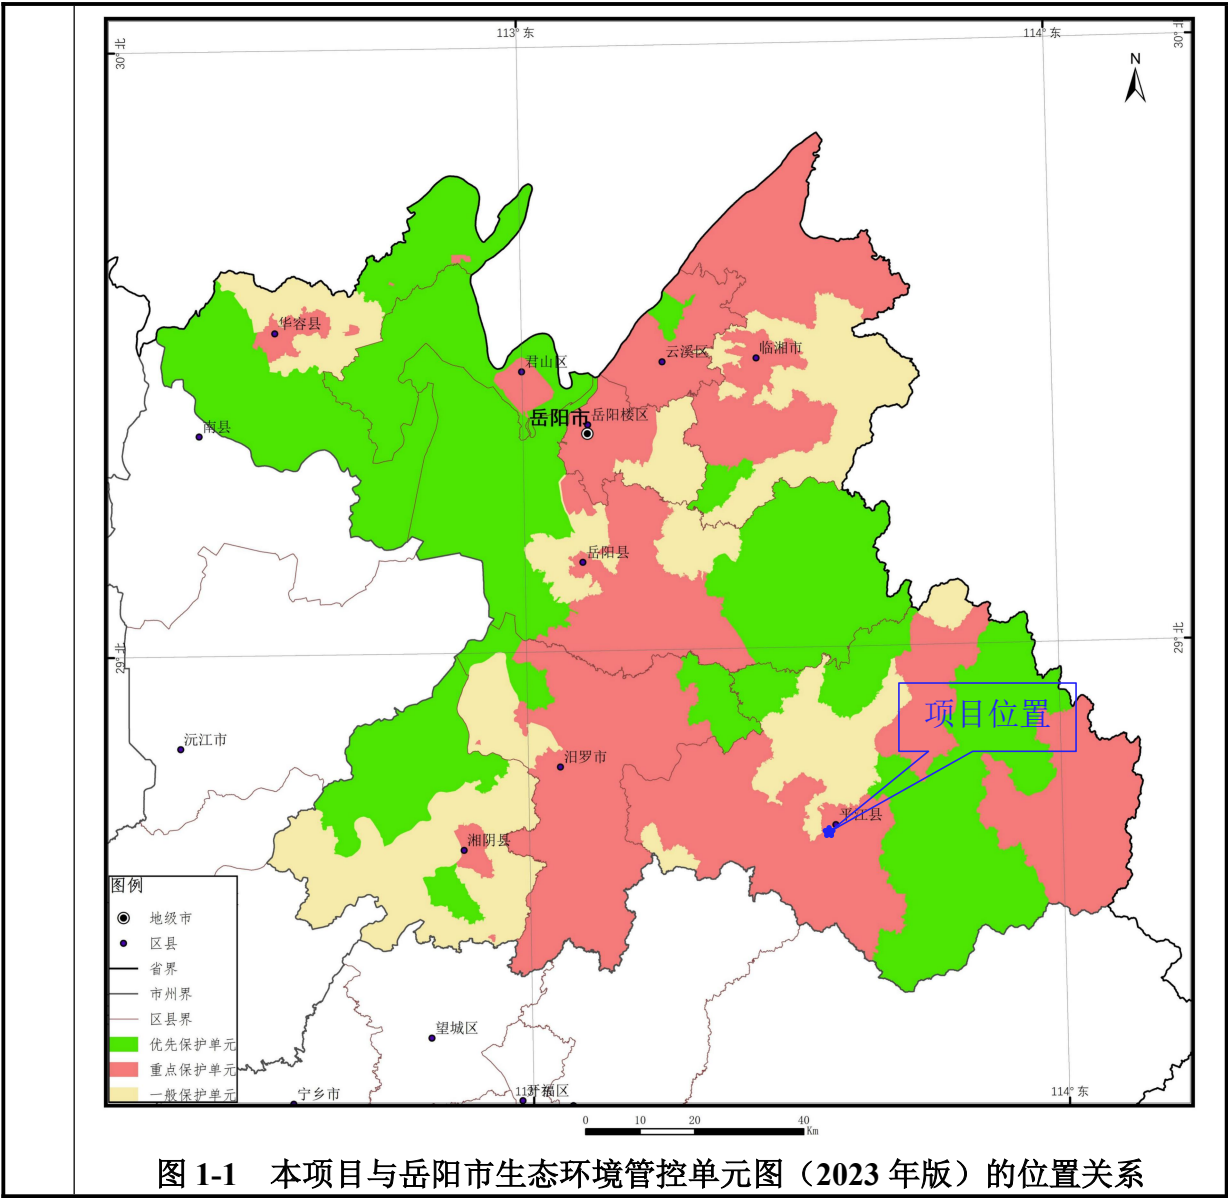 113° 东
114° 东
30° 北
30° 北
N
华容县
君山区
云溪区
临湘市
岳阳市
岳阳楼区
南县
岳阳县
29° 北
29° 北
项目位置
沅江市
汨罗市
平江县
湘阴县
图例
地级市
区县
省界
市州界
区县界
优先保护单元
重点保护单元
一般保护单元
望城区
宁乡市
开福区
114° 东
0 10 20 40
Km
图 1-1 本项目与岳阳市生态环境管控单元图（2023 年版）的位置关系